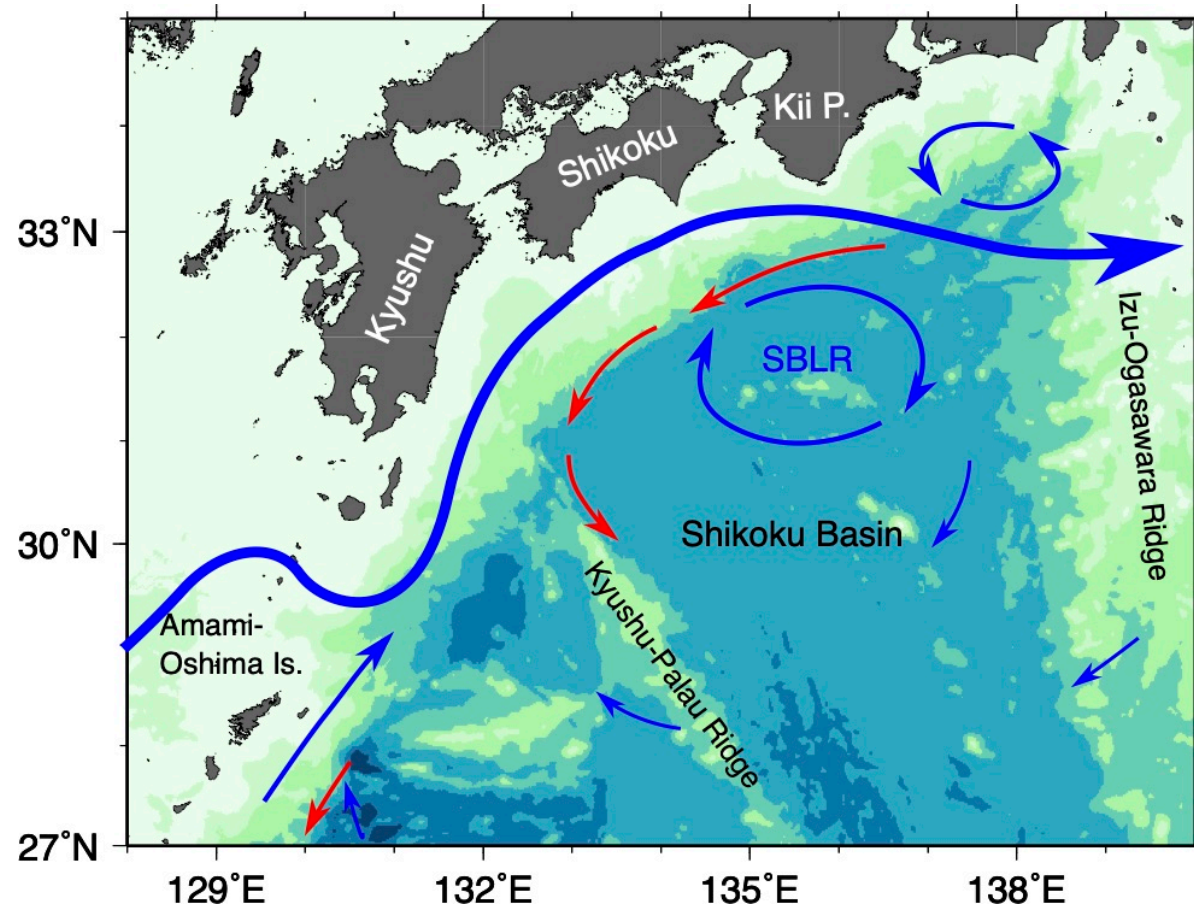 Kii P.
Shikoku
33°N
Kyushu
SBLR
Izu-Ogasawara Ridge
Shikoku Basin
30°N
Kyushu-Palau Ridge
Amami-
Oshima Is.
27°N
129°E
132°E
135°E
138°E